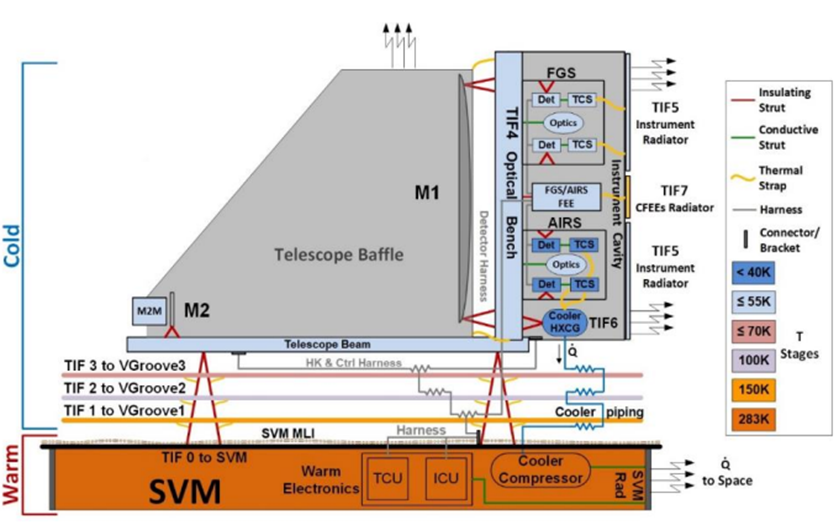 FGS
Det
TCS
Optics
Det
TCS
TIF4 Optical Bench
Instrument Cavity
FGS/AIRS
FEE
AIRS
Det
TCS
Optics
Det
TCS
Cooler
HXCG
TIF6
Q̇
TIF5
Instrument
Radiator
TIF7
CFEEs Radiator
TIF5
Instrument
Radiator
Insulating
Strut
Conductive
Strut
Thermal
Strap
Harness
Connector/
Bracket
< 40K
≤ 55K
≤ 70K
100K
150K
283K
T
Stages
Cold
M1
Detector Harness
Telescope Baffle
M2M
M2
Telescope Beam
HK & Ctrl Harness
TIF 3 to VGroove3
TIF 2 to VGroove2
TIF 1 to VGroove1
Cooler piping
Harness
SVM MLI
Warm
TIF 0 to SVM
SVM
Warm
Electronics
TCU
ICU
Cooler
Compressor
SVM
Rad
Q̇
to Space